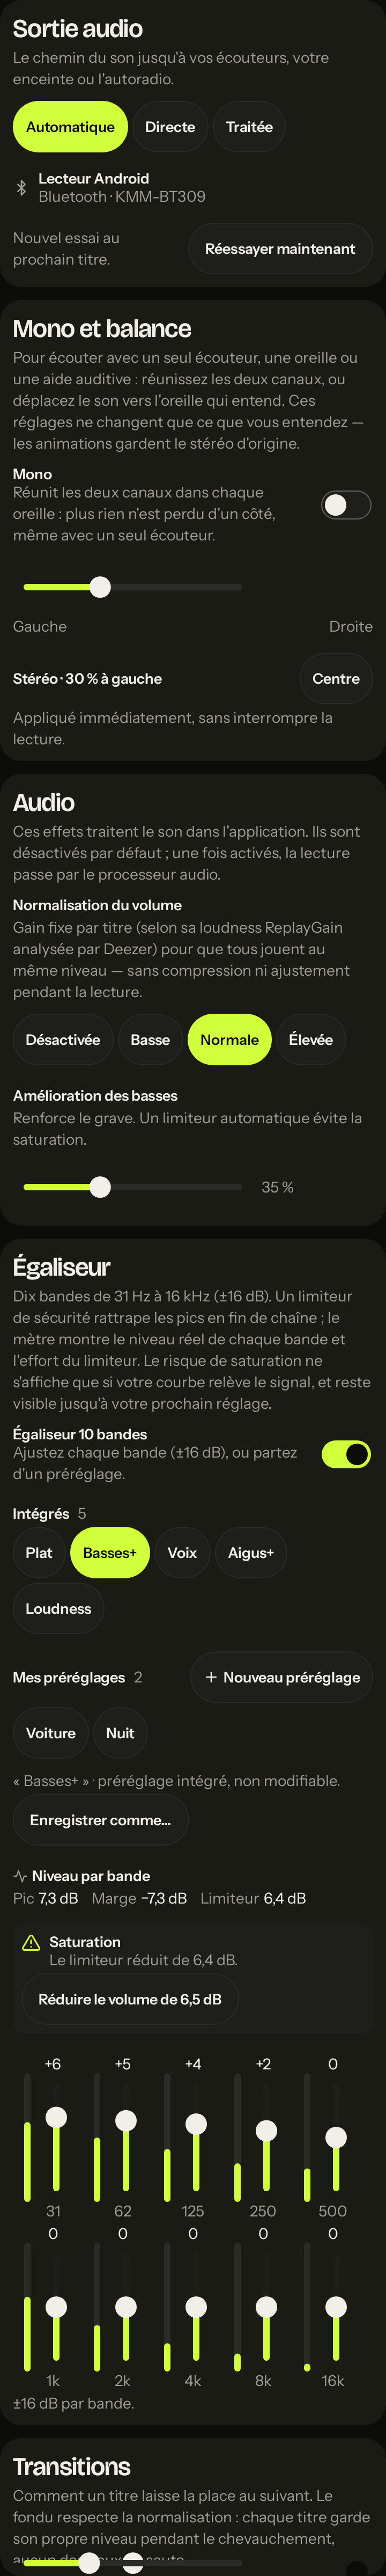 Sortie audio
Le chemin du son jusqu'à vos écouteurs, votre
enceinte ou l'autoradio.
Automatique
Directe
Traitée
Lecteur Android
Bluetooth · KMM-BT309
Nouvel essai au
prochain titre.
Réessayer maintenant
Mono et balance
Pour écouter avec un seul écouteur, une oreille ou
une aide auditive : réunissez les deux canaux, ou
déplacez le son vers l'oreille qui entend. Ces
réglages ne changent que ce que vous entendez —
les animations gardent le stéréo d'origine.
Mono
Réunit les deux canaux dans chaque
oreille : plus rien n'est perdu d'un côté,
même avec un seul écouteur.
Gauche
Droite
Stéréo · 30 % à gauche
Centre
Appliqué immédiatement, sans interrompre la
lecture.
Audio
Ces effets traitent le son dans l'application. Ils sont
désactivés par défaut ; une fois activés, la lecture
passe par le processeur audio.
Normalisation du volume
Gain fixe par titre (selon sa loudness ReplayGain
analysée par Deezer) pour que tous jouent au
même niveau — sans compression ni ajustement
pendant la lecture.
Désactivée
Basse
Normale
Élevée
Amélioration des basses
Renforce le grave. Un limiteur automatique évite la
saturation.
35 %
Égaliseur
Dix bandes de 31 Hz à 16 kHz (±16 dB). Un limiteur
de sécurité rattrape les pics en fin de chaîne ; le
mètre montre le niveau réel de chaque bande et
l'effort du limiteur. Le risque de saturation ne
s'affiche que si votre courbe relève le signal, et reste
visible jusqu'à votre prochain réglage.
Égaliseur 10 bandes
Ajustez chaque bande (±16 dB), ou partez
d'un préréglage.
Intégrés 5
Plat
Basses+
Voix
Aigus+
Loudness
Mes préréglages 2
+ Nouveau préréglage
Voiture
Nuit
« Basses+ » · préréglage intégré, non modifiable.
Enregistrer comme...
Niveau par bande
Pic 7,3 dB Marge −7,3 dB Limiteur 6,4 dB
Saturation
Le limiteur réduit de 6,4 dB.
Réduire le volume de 6,5 dB
+6 +5 +4 +2 0
31 62 125 250 500
0 0 0 0 0
1k 2k 4k 8k 16k
±16 dB par bande.
Transitions
Comment un titre laisse la place au suivant. Le
fondu respecte la normalisation : chaque titre garde
son propre niveau pendant le chevauchement,